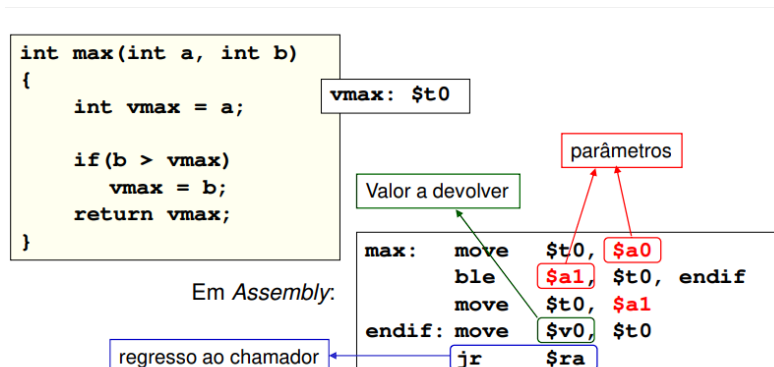 int max(int a, int b)
{
int vmax = a;
if(b > vmax)
vmax = b;
return vmax;
}
vmax: $t0
parâmetros
Valor a devolver
Em Assembly:
max: move $t0, $a0
ble $a1, $t0, endif
move $t0, $a1
endif: move $v0, $t0
jr $ra
regresso ao chamador